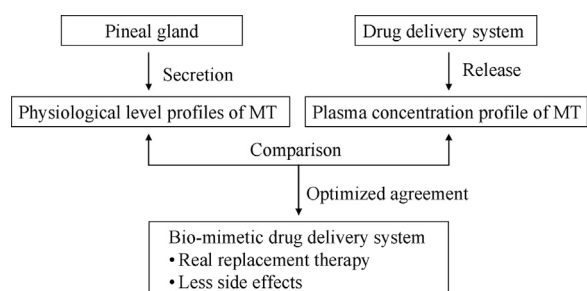 Pineal gland
Drug delivery system
Secretion
Release
Physiological level profiles of MT
Plasma concentration profile of MT
Comparison
Optimized agreement
Bio-mimetic drug delivery system
• Real replacement therapy
• Less side effects